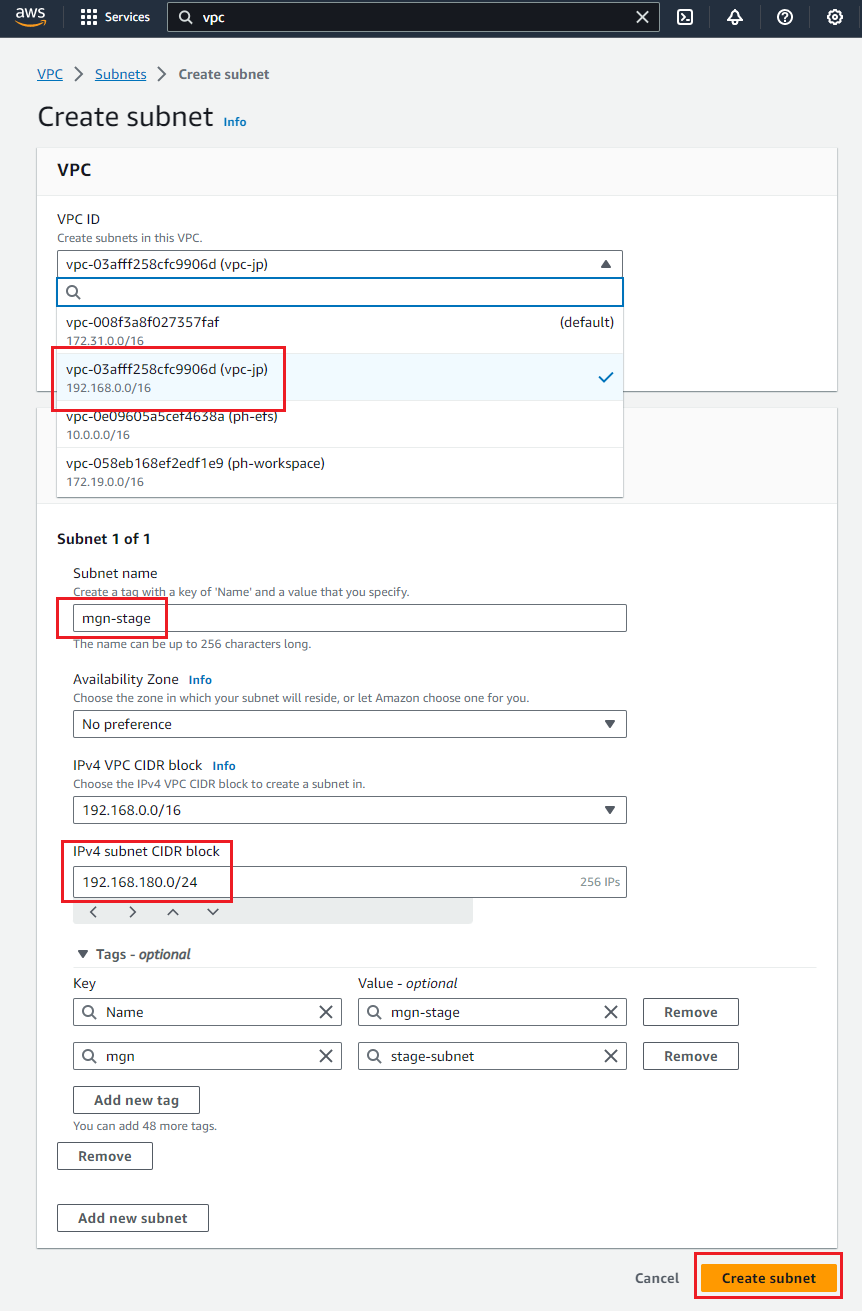 aws Services vpc
VPC Subnets Create subnet
Create subnet Info
VPC
VPC ID
Create subnets in this VPC.
vpc-03afff258cfc9906d (vpc-jp)
vpc-008f3a8f027357faf (default)
172.31.0.0/16
vpc-03afff258cfc9906d (vpc-jp)
192.168.0.0/16
vpc-0e09605a5cef4638a (ph-efs)
10.0.0.0/16
vpc-058eb168ef2edf1e9 (ph-workspace)
172.19.0.0/16
Subnet 1 of 1
Subnet name
Create a tag with a key of 'Name' and a value that you specify.
mgn-stage
The name can be up to 256 characters long.
Availability Zone Info
Choose the zone in which your subnet will reside, or let Amazon choose one for you.
No preference
IPv4 VPC CIDR block Info
Choose the IPv4 VPC CIDR block to create a subnet in.
192.168.0.0/16
IPv4 subnet CIDR block
192.168.180.0/24 256 IPs
Tags - optional
Key Value - optional
Name mgn-stage Remove
mgn stage-subnet Remove
Add new tag
You can add 48 more tags.
Remove
Add new subnet
Cancel Create subnet